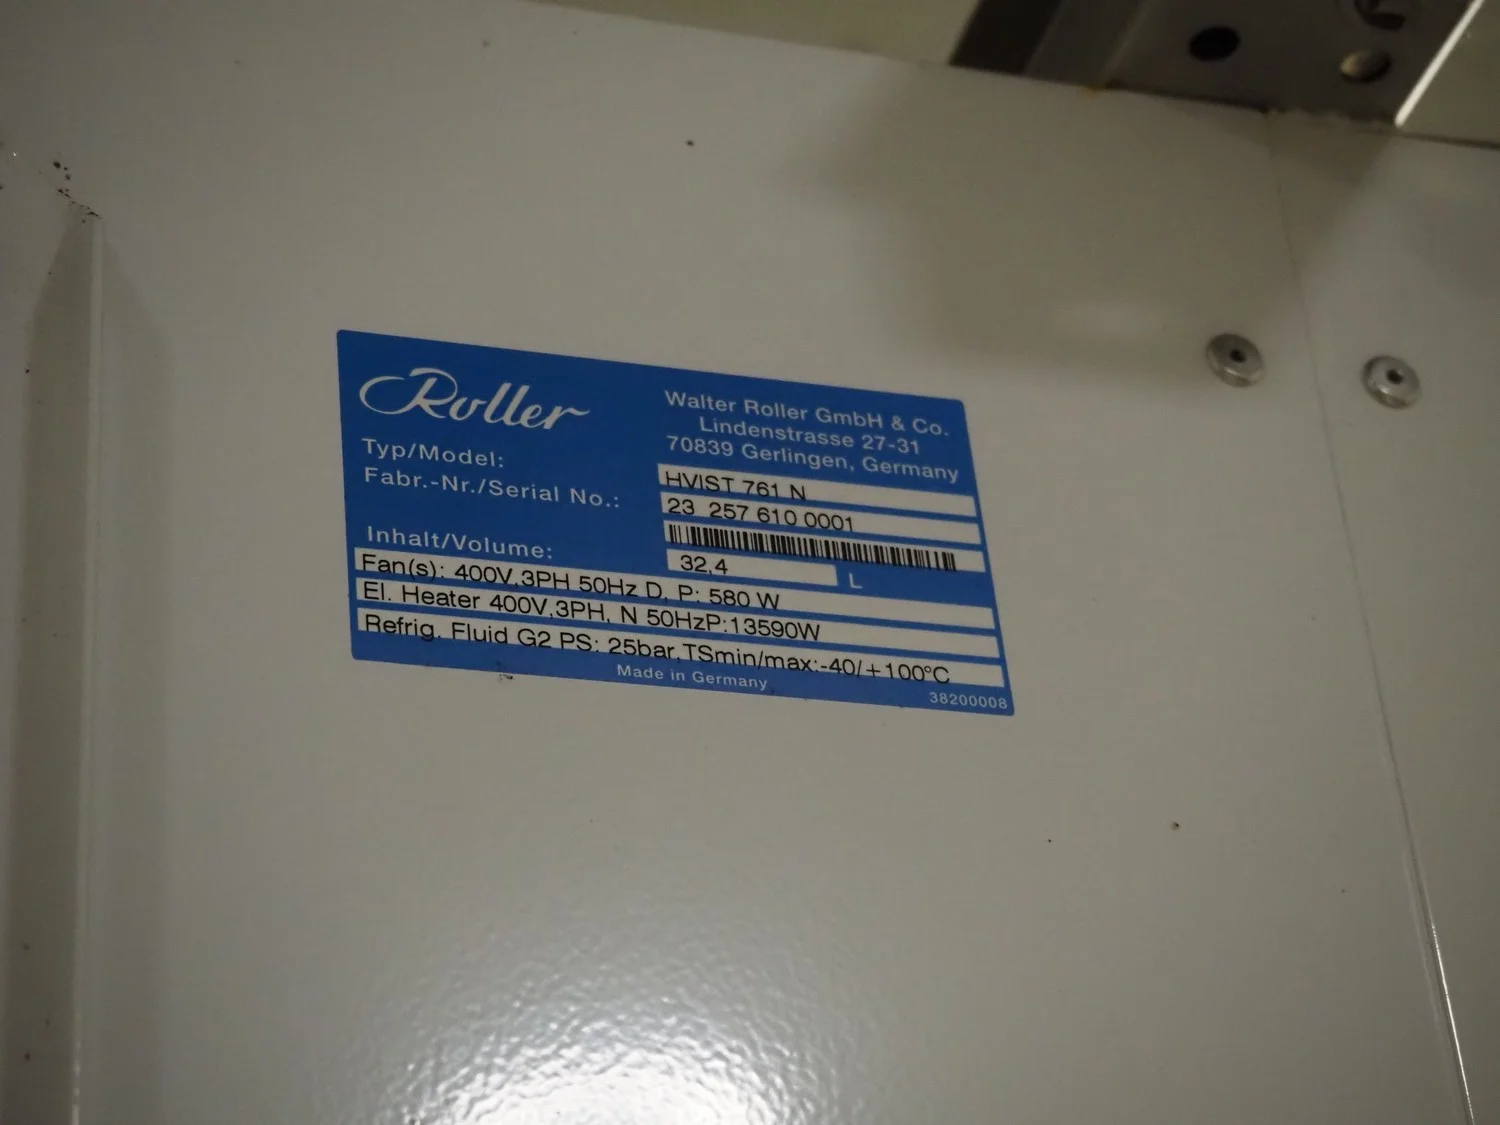 Roller
Walter Roller GmbH & Co.
Lindenstrasse 27-31
70839 Gerlingen, Germany
Typ/Model: HVIST 761 N
Fabr.-Nr./Serial No.: 23 257 610 0001
Inhalt/Volume: 32,4 L
Fan(s): 400V,3PH 50Hz D, P: 580 W
El. Heater 400V,3PH, N 50HzP:13590W
Refrig. Fluid G2 PS: 25bar,TSmin/max:-40/+100°C
Made in Germany
38200008